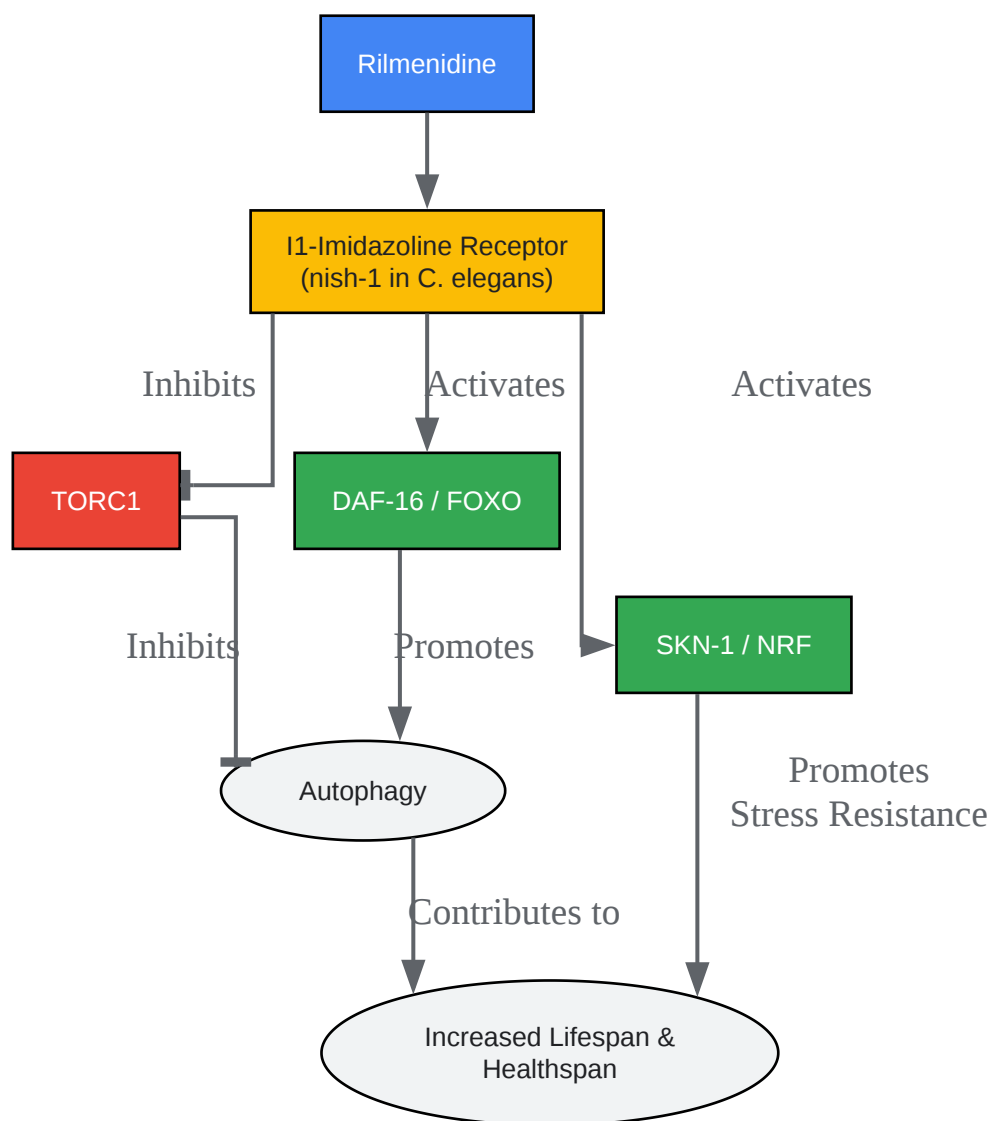 Rilmenidine
I1-Imidazoline Receptor
(nish-1 in C. elegans)
Inhibits
Activates
Activates
TORC1
DAF-16 / FOXO
Inhibits
Promotes
SKN-1 / NRF
Autophagy
Promotes
Stress Resistance
Contributes to
Increased Lifespan &
Healthspan